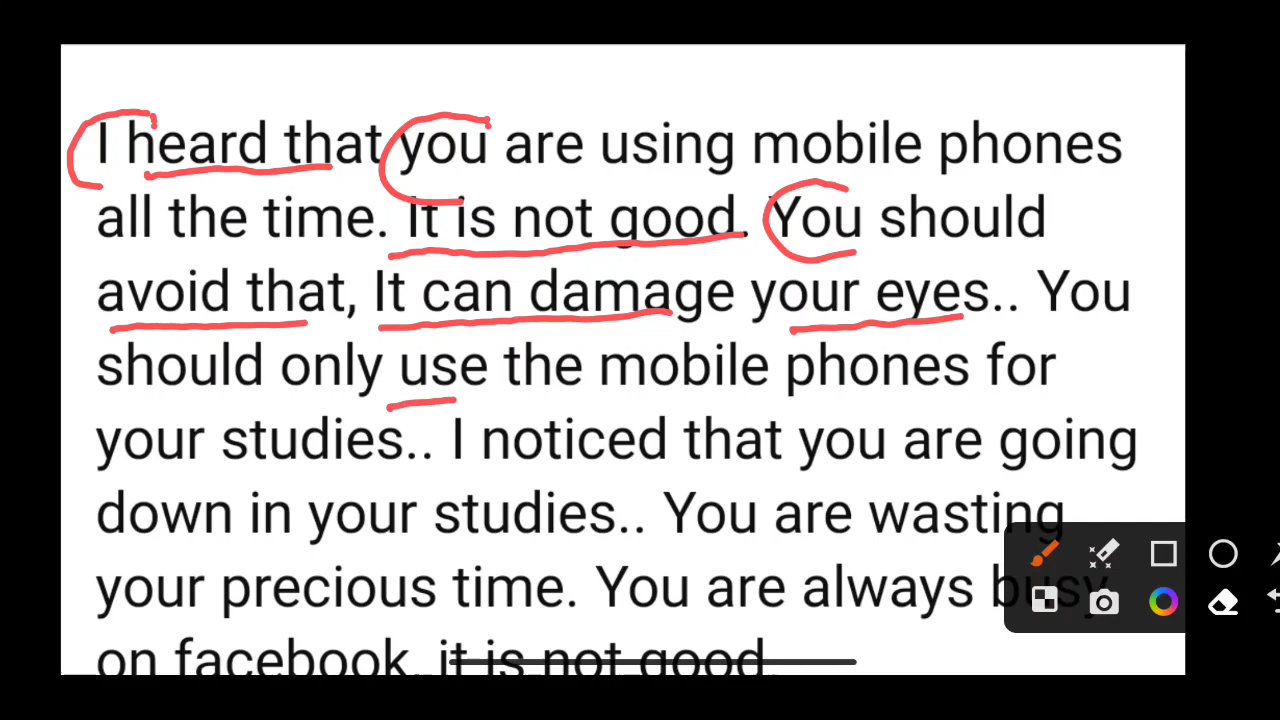 I heard that you are using mobile phones
all the time. It is not good. You should
avoid that, It can damage your eyes.. You
should only use the mobile phones for
your studies.. I noticed that you are going
down in your studies.. You are wasting
your precious time. You are always busy
on facebook. it is not good.